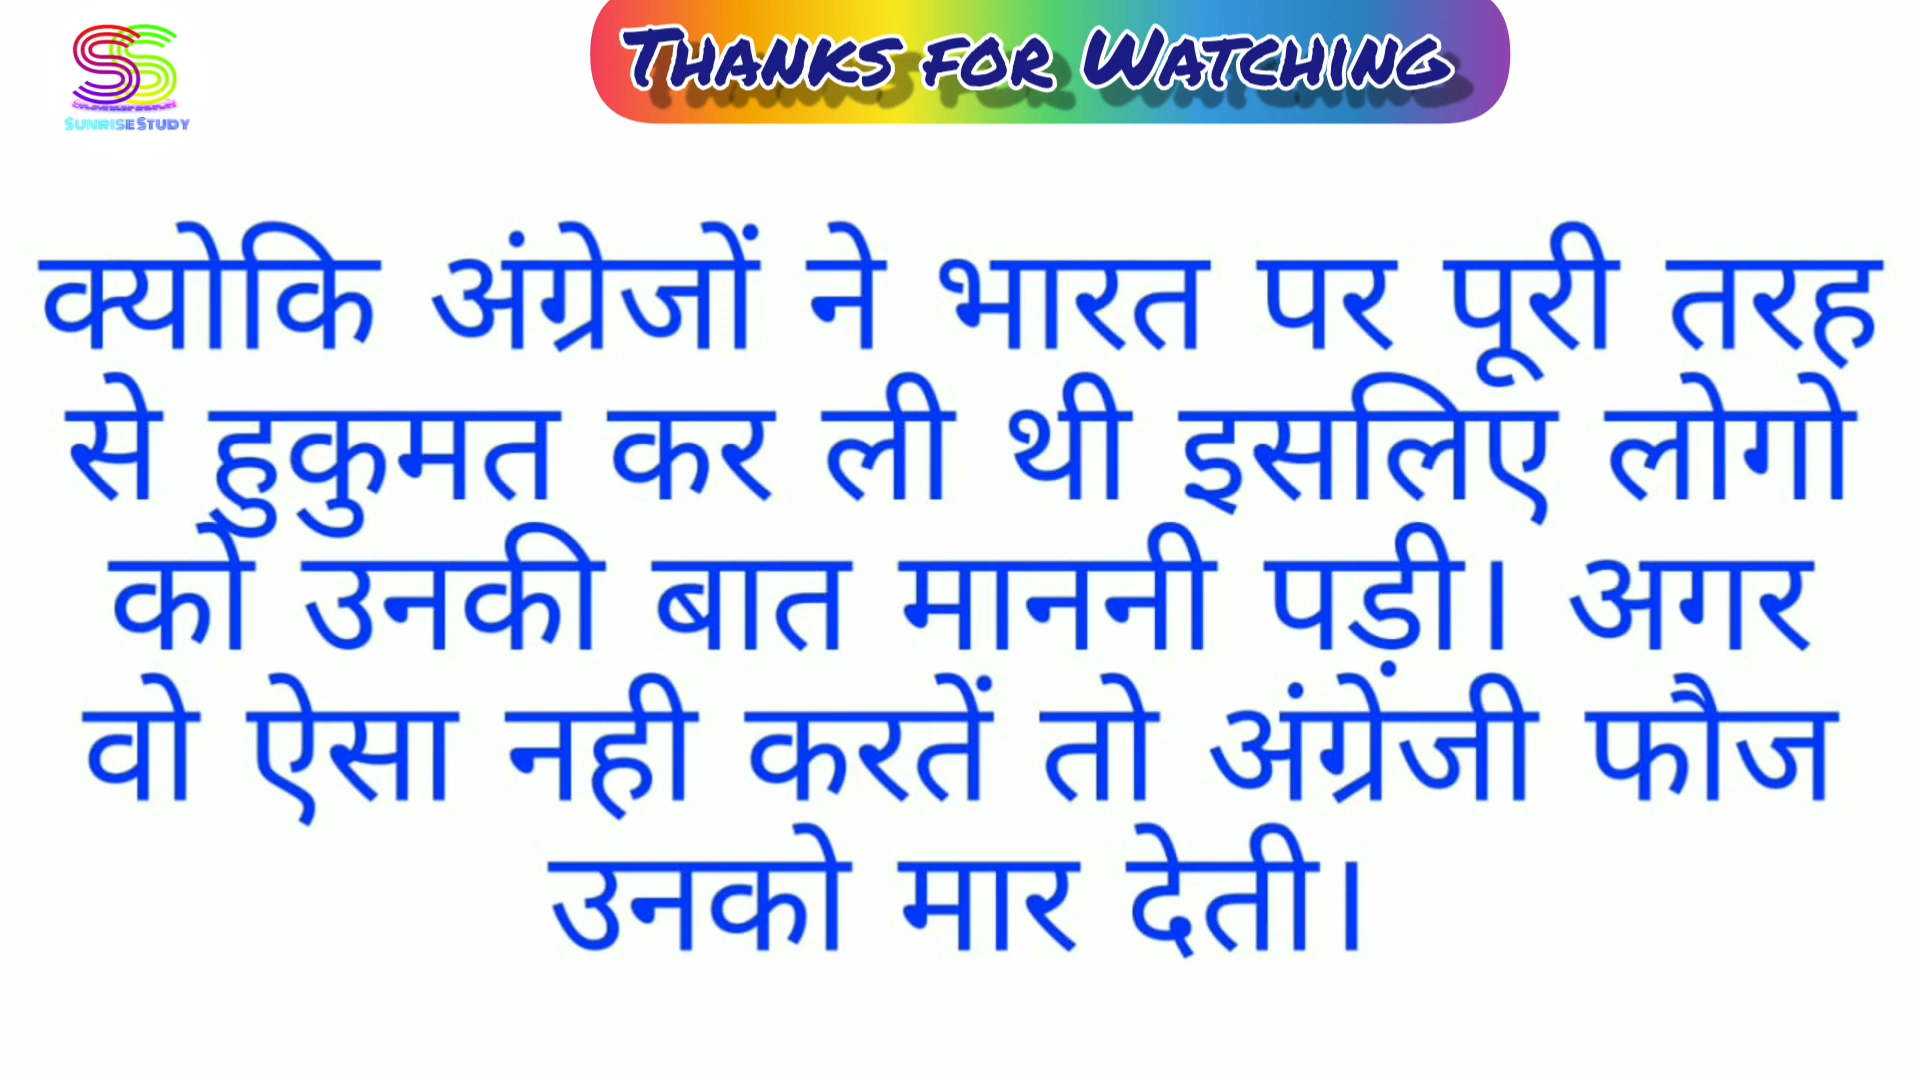 SunriseStudy
Thanks for Watching
क्योकि अंग्रेजों ने भारत पर पूरी तरह
से हुकुमत कर ली थी इसलिए लोगो
को उनकी बात माननी पड़ी। अगर
वो ऐसा नही करतें तो अंग्रेंजी फौज
उनको मार देती।